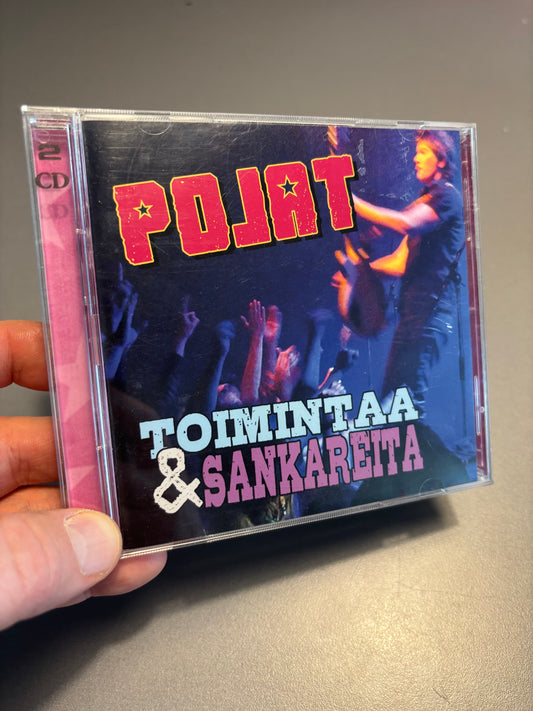 2
CD
POJAT
TOIMINTAA
& SANKAREITA